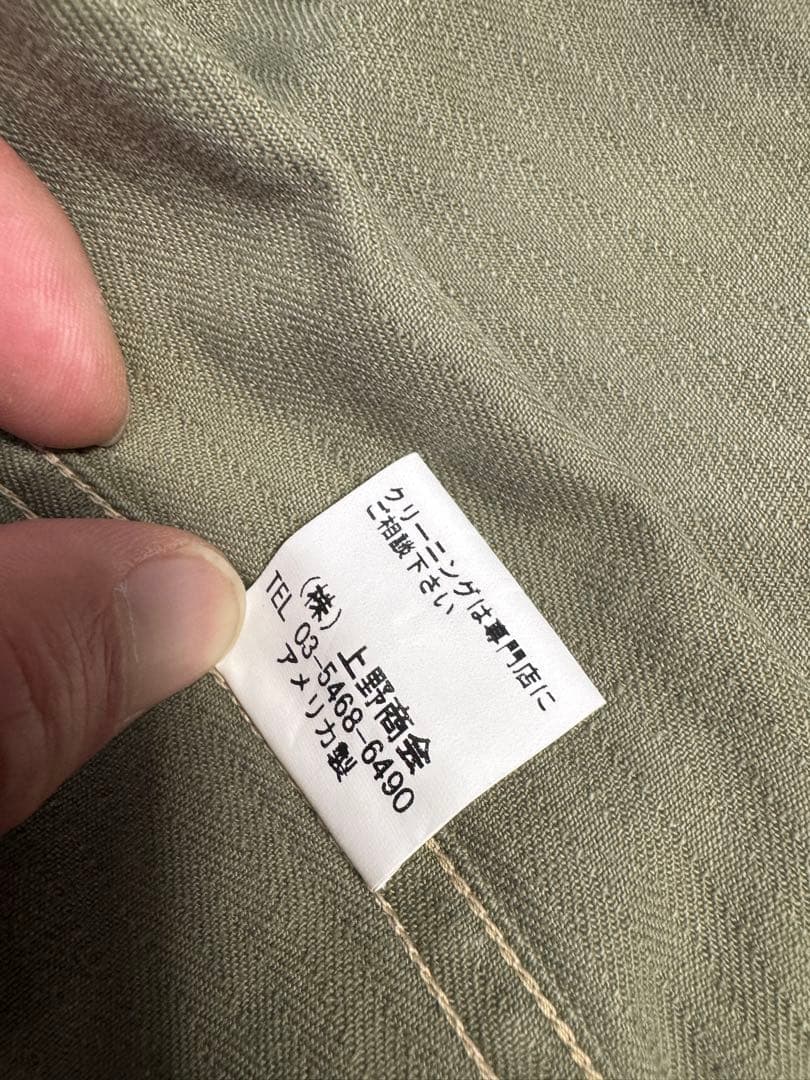 クリーニングは専門店に
ご相談下さい
（株）上野商会
TEL 03-5468-6490
アメリカ製